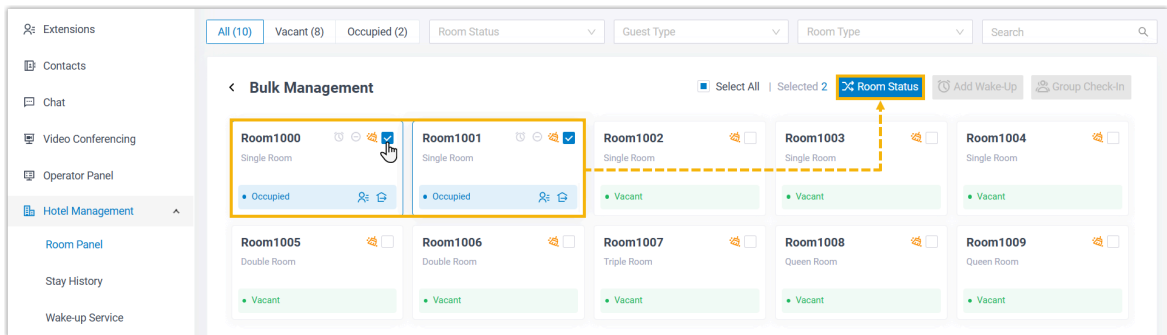 Extensions
Contacts
Chat
Video Conferencing
Operator Panel
Hotel Management
Room Panel
Stay History
Wake-up Service
All (10) Vacant (8) Occupied (2) Room Status Guest Type Room Type Search
Bulk Management Select All | Selected 2 Room Status Add Wake-Up Group Check-In
Room1000 Room1001 Room1002 Room1003 Room1004
Single Room Single Room Single Room Single Room Single Room
Occupied Occupied Vacant Vacant Vacant
Room1005 Room1006 Room1007 Room1008 Room1009
Double Room Double Room Triple Room Queen Room Queen Room
Vacant Vacant Vacant Vacant Vacant